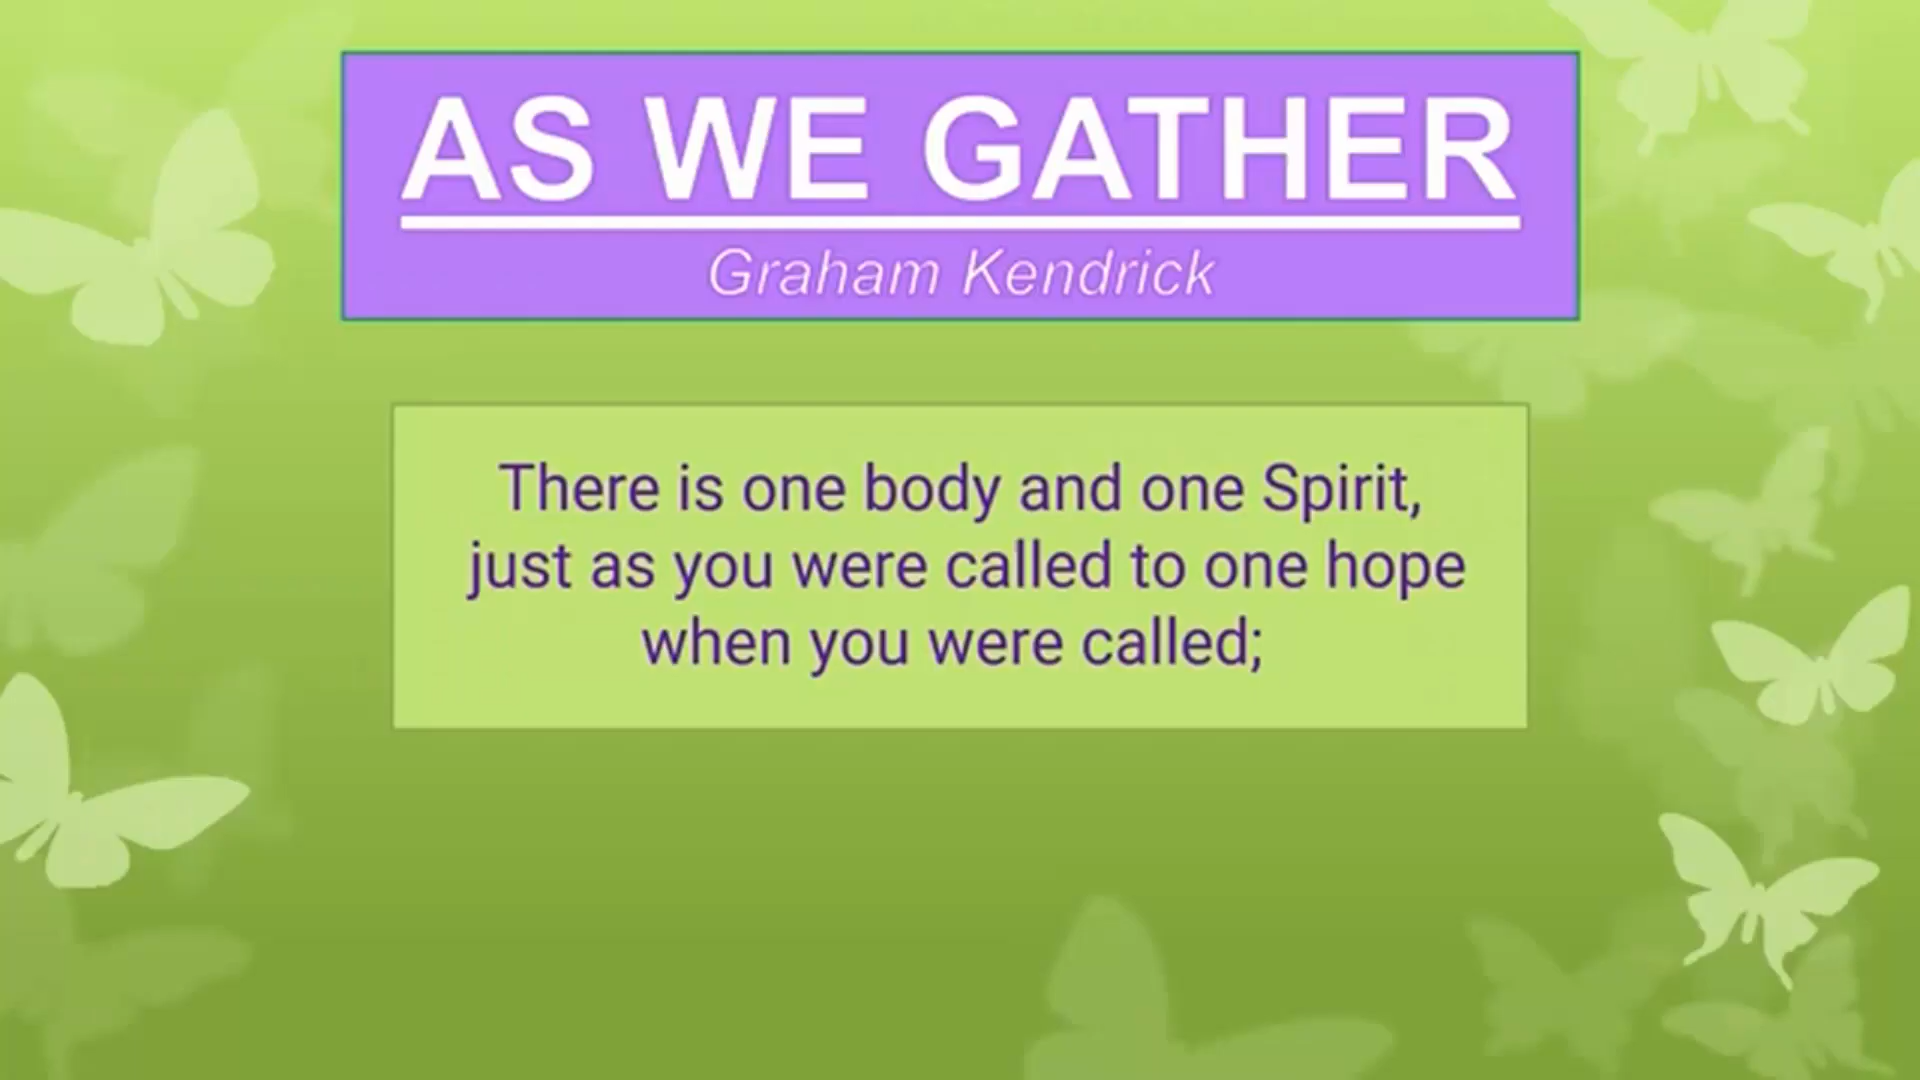 AS WE GATHER
Graham Kendrick
There is one body and one Spirit,
just as you were called to one hope
when you were called;